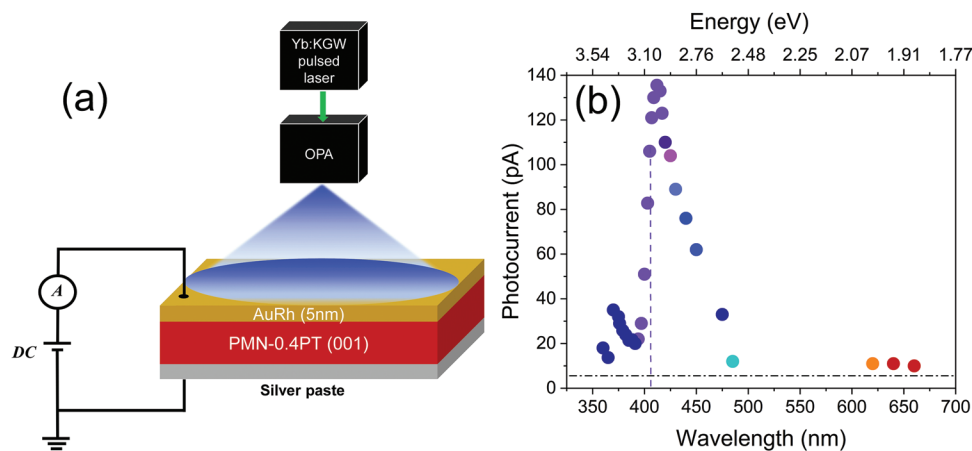 (a)
Yb:KGW
pulsed
laser
OPA
A
DC
AuRh (5nm)
PMN-0.4PT (001)
Silver paste
Energy (eV)
3.54 3.10 2.76 2.48 2.25 2.07 1.91 1.77
(b)
Photocurrent (pA)
140
120
100
80
60
40
20
0
350 400 450 500 550 600 650 700
Wavelength (nm)